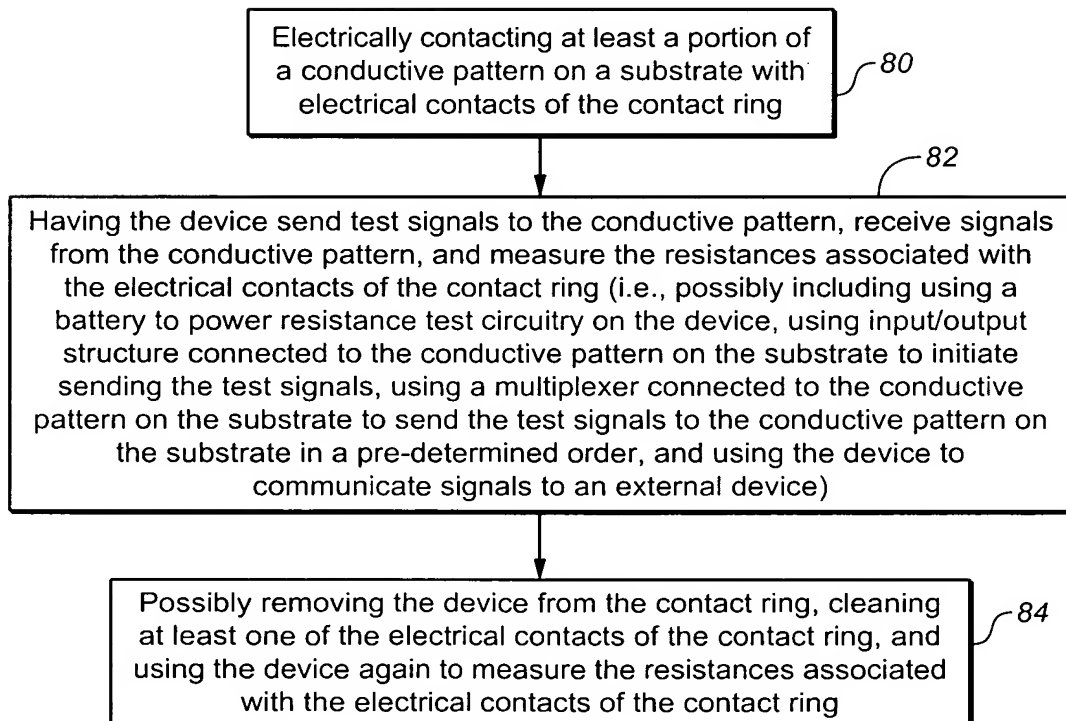 Electrically contacting at least a portion of
a conductive pattern on a substrate with
electrical contacts of the contact ring
80
82
Having the device send test signals to the conductive pattern, receive signals
from the conductive pattern, and measure the resistances associated with
the electrical contacts of the contact ring (i.e., possibly including using a
battery to power resistance test circuitry on the device, using input/output
structure connected to the conductive pattern on the substrate to initiate
sending the test signals, using a multiplexer connected to the conductive
pattern on the substrate to send the test signals to the conductive pattern on
the substrate in a pre-determined order, and using the device to
communicate signals to an external device)
Possibly removing the device from the contact ring, cleaning
at least one of the electrical contacts of the contact ring, and
using the device again to measure the resistances associated
with the electrical contacts of the contact ring
84